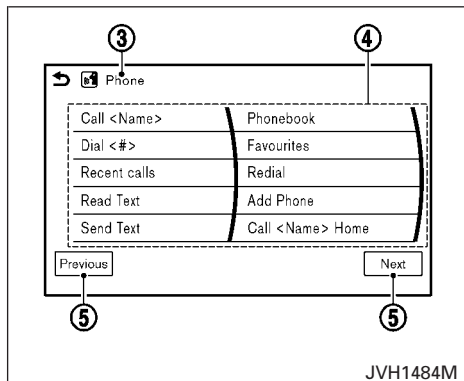 ③ ④
Phone
Call <Name> Phonebook
Dial <#> Favourites
Recent calls Redial
Read Text Add Phone
Send Text Call <Name> Home
Previous Next
⑤ ⑤
JVH1484M